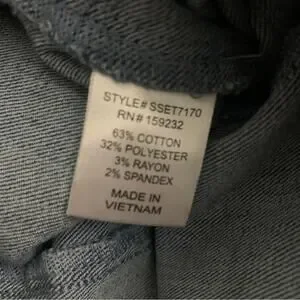 STYLE# SSET7170
RN# 159232
63% COTTON
32% POLYESTER
3% RAYON
2% SPANDEX
MADE IN
VIETNAM